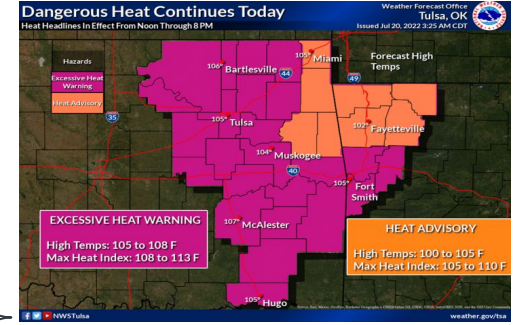 Dangerous Heat Continues Today
Weather Forecast Office
Tulsa, OK
Heat Headlines In Effect From Noon Through 8 PM
Issued Jul 20, 2022 3:25 AM CDT
Hazards
Excessive Heat
Warning
Heat Advisory
Forecast High
Temps
105°
Miami
106°
Bartlesville
44
49
35
105°
Tulsa
102°
Fayetteville
104°
Muskogee
40
105°
Fort
Smith
107°
McAlester
105°
Hugo
EXCESSIVE HEAT WARNING
High Temps: 105 to 108 F
Max Heat Index: 108 to 113 F
HEAT ADVISORY
High Temps: 100 to 105 F
Max Heat Index: 105 to 110 F
NWSTulsa
weather.gov/tsa